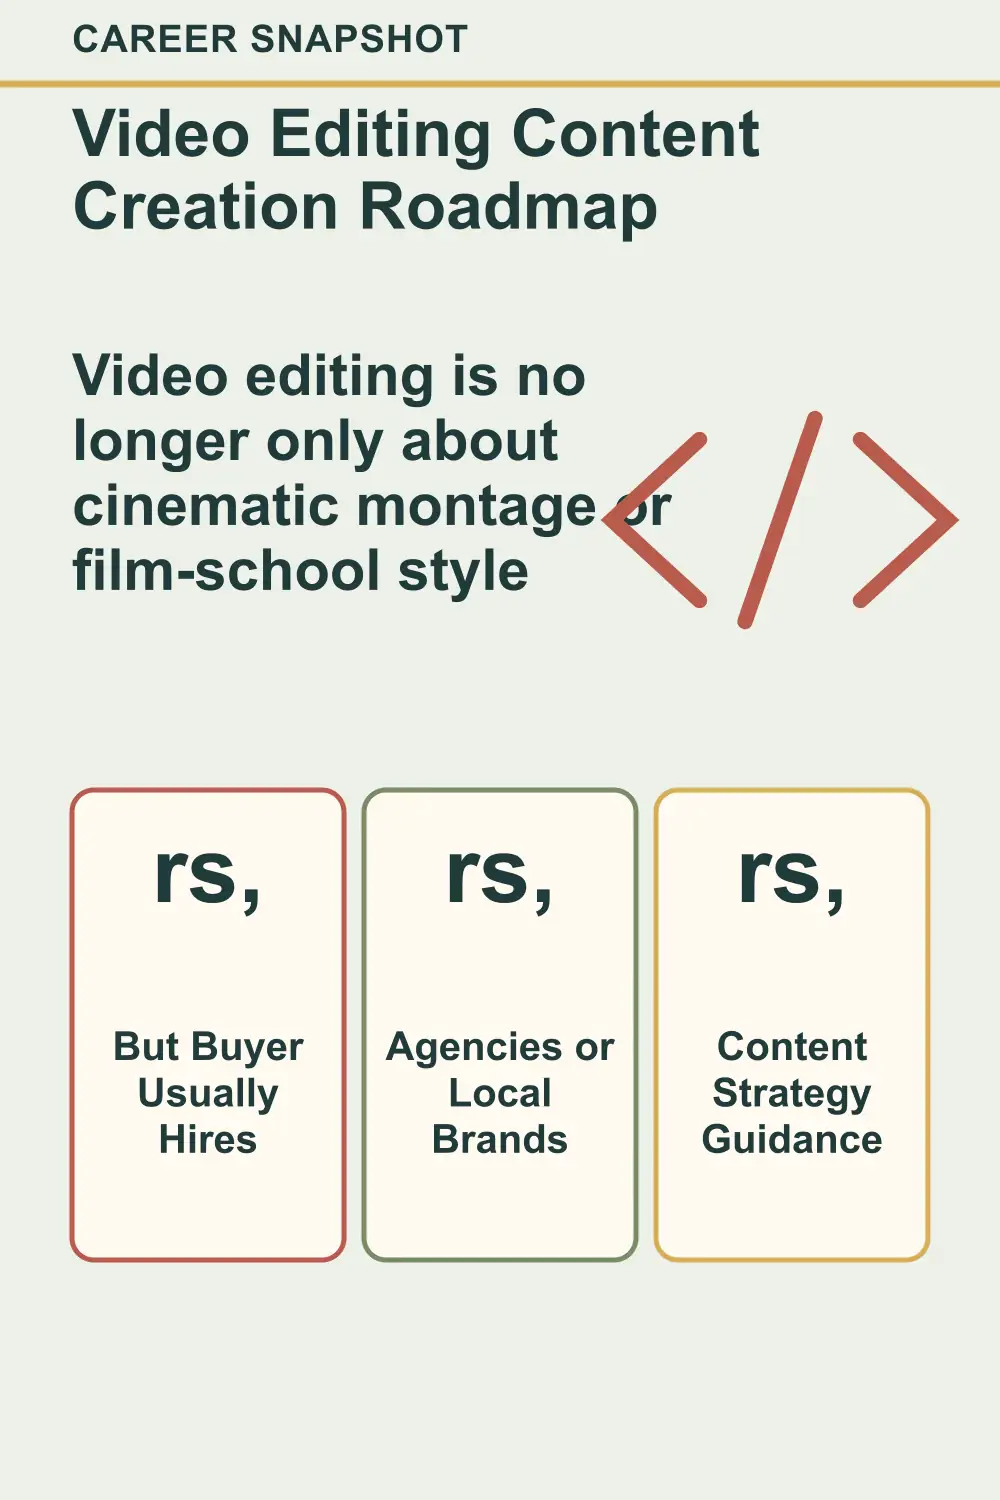 CAREER SNAPSHOT
Video Editing Content
Creation Roadmap
Video editing is no
longer only about
cinematic montage or
film-school style
rs,
But Buyer
Usually
Hires
rs,
Agencies or
Local
Brands
rs,
Content
Strategy
Guidance